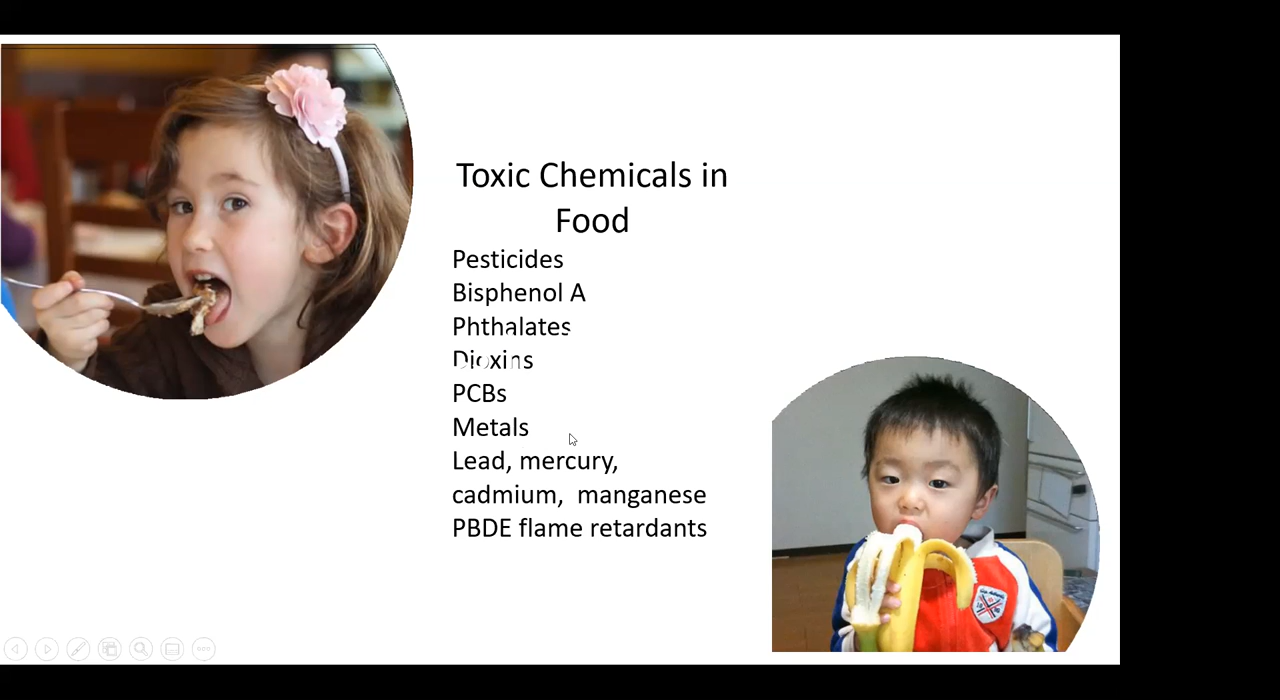 Toxic Chemicals in
Food
Pesticides
Bisphenol A
Phthalates
Dioxins
PCBs
Metals
Lead, mercury,
cadmium, manganese
PBDE flame retardants